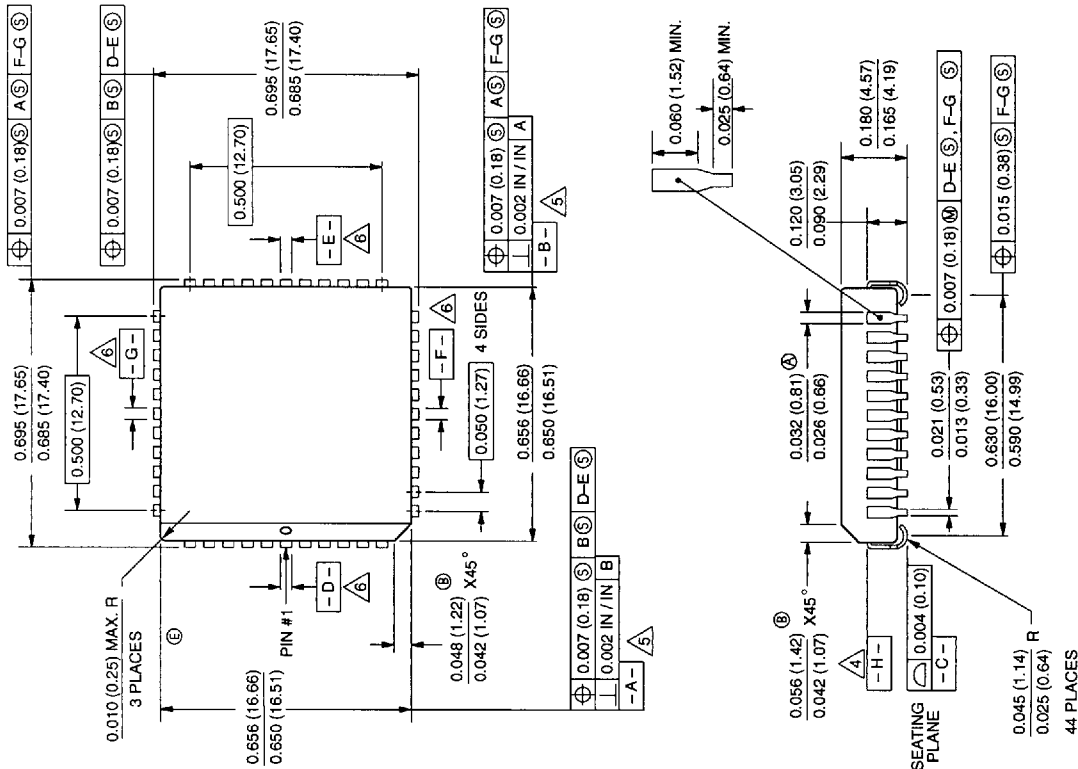 ⌖ 0.007 (0.18)Ⓢ AⓈ F–G Ⓢ
⌖ 0.007 (0.18)Ⓢ BⓈ D–E Ⓢ
0.695 (17.65)
0.685 (17.40)
0.500 (12.70)
-G-
6
0.695 (17.65)
0.685 (17.40)
0.500 (12.70)
-E-
6
0.010 (0.25) MAX. R
3 PLACES
Ⓔ
PIN #1
-D-
6
0.656 (16.66)
0.650 (16.51)
0.048 (1.22) Ⓑ
0.042 (1.07) X45°
-F-
6
0.050 (1.27) 4 SIDES
0.656 (16.66)
0.650 (16.51)
⌖ 0.007 (0.18) Ⓢ AⓈ F–GⓈ
⊥ 0.002 IN / IN A
-B-
5
⌖ 0.007 (0.18) Ⓢ BⓈ D–EⓈ
⊥ 0.002 IN / IN B
-A-
5
0.060 (1.52) MIN.
0.025 (0.64) MIN.
0.180 (4.57)
0.165 (4.19)
0.120 (3.05)
0.090 (2.29)
0.032 (0.81) Ⓐ
0.026 (0.66)
0.056 (1.42) Ⓑ
0.042 (1.07) X45°
4
-H-
⌓ 0.004 (0.10)
-C-
SEATING
PLANE
0.045 (1.14) R
0.025 (0.64)
44 PLACES
0.021 (0.53)
0.013 (0.33)
⌖ 0.007 (0.18)Ⓜ D–EⓈ, F–G Ⓢ
0.630 (16.00)
0.590 (14.99)
⌖ 0.015 (0.38)Ⓢ F–GⓈ